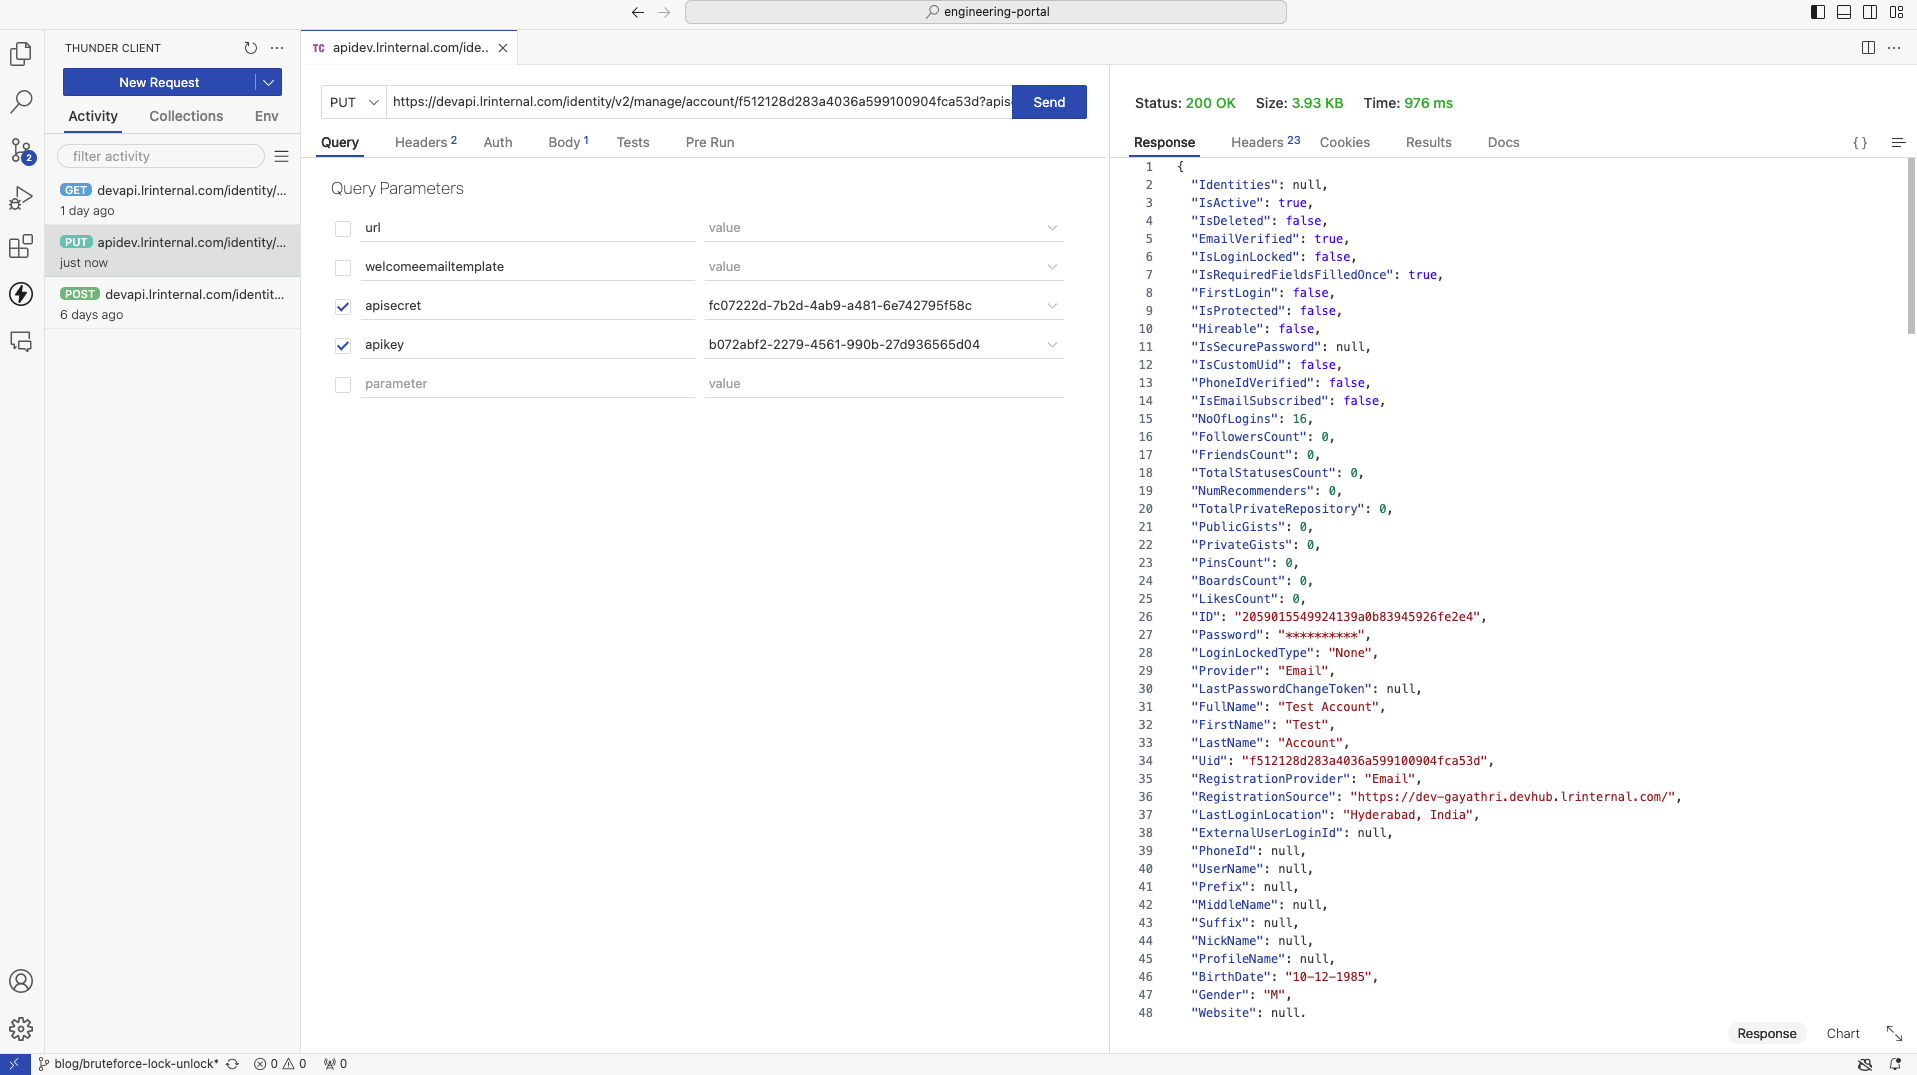 engineering-portal
THUNDER CLIENT
New Request
Activity
Collections
Env
filter activity
GET devapi.lrinternal.com/identity/...
1 day ago
PUT apidev.lrinternal.com/identity/...
just now
POST devapi.lrinternal.com/identit...
6 days ago
TC apidev.lrinternal.com/ide..
PUT
https://devapi.lrinternal.com/identity/v2/manage/account/f512128d283a4036a599100904fca53d?apis
Send
Query
Headers 2
Auth
Body 1
Tests
Pre Run
Query Parameters
url value
welcomeemailtemplate value
apisecret fc07222d-7b2d-4ab9-a481-6e742795f58c
apikey b072abf2-2279-4561-990b-27d936565d04
parameter value
Status: 200 OK Size: 3.93 KB Time: 976 ms
Response
Headers 23
Cookies
Results
Docs
{ }
1 {
2 "Identities": null,
3 "IsActive": true,
4 "IsDeleted": false,
5 "EmailVerified": true,
6 "IsLoginLocked": false,
7 "IsRequiredFieldsFilledOnce": true,
8 "FirstLogin": false,
9 "IsProtected": false,
10 "Hireable": false,
11 "IsSecurePassword": null,
12 "IsCustomUid": false,
13 "PhoneIdVerified": false,
14 "IsEmailSubscribed": false,
15 "NoOfLogins": 16,
16 "FollowersCount": 0,
17 "FriendsCount": 0,
18 "TotalStatusesCount": 0,
19 "NumRecommenders": 0,
20 "TotalPrivateRepository": 0,
21 "PublicGists": 0,
22 "PrivateGists": 0,
23 "PinsCount": 0,
24 "BoardsCount": 0,
25 "LikesCount": 0,
26 "ID": "2059015549924139a0b83945926fe2e4",
27 "Password": "**********",
28 "LoginLockedType": "None",
29 "Provider": "Email",
30 "LastPasswordChangeToken": null,
31 "FullName": "Test Account",
32 "FirstName": "Test",
33 "LastName": "Account",
34 "Uid": "f512128d283a4036a599100904fca53d",
35 "RegistrationProvider": "Email",
36 "RegistrationSource": "https://dev-gayathri.devhub.lrinternal.com/",
37 "LastLoginLocation": "Hyderabad, India",
38 "ExternalUserLoginId": null,
39 "PhoneId": null,
40 "UserName": null,
41 "Prefix": null,
42 "MiddleName": null,
43 "Suffix": null,
44 "NickName": null,
45 "ProfileName": null,
46 "BirthDate": "10-12-1985",
47 "Gender": "M",
48 "Website": null,
Response
Chart
2
blog/bruteforce-lock-unlock*
0
0
0